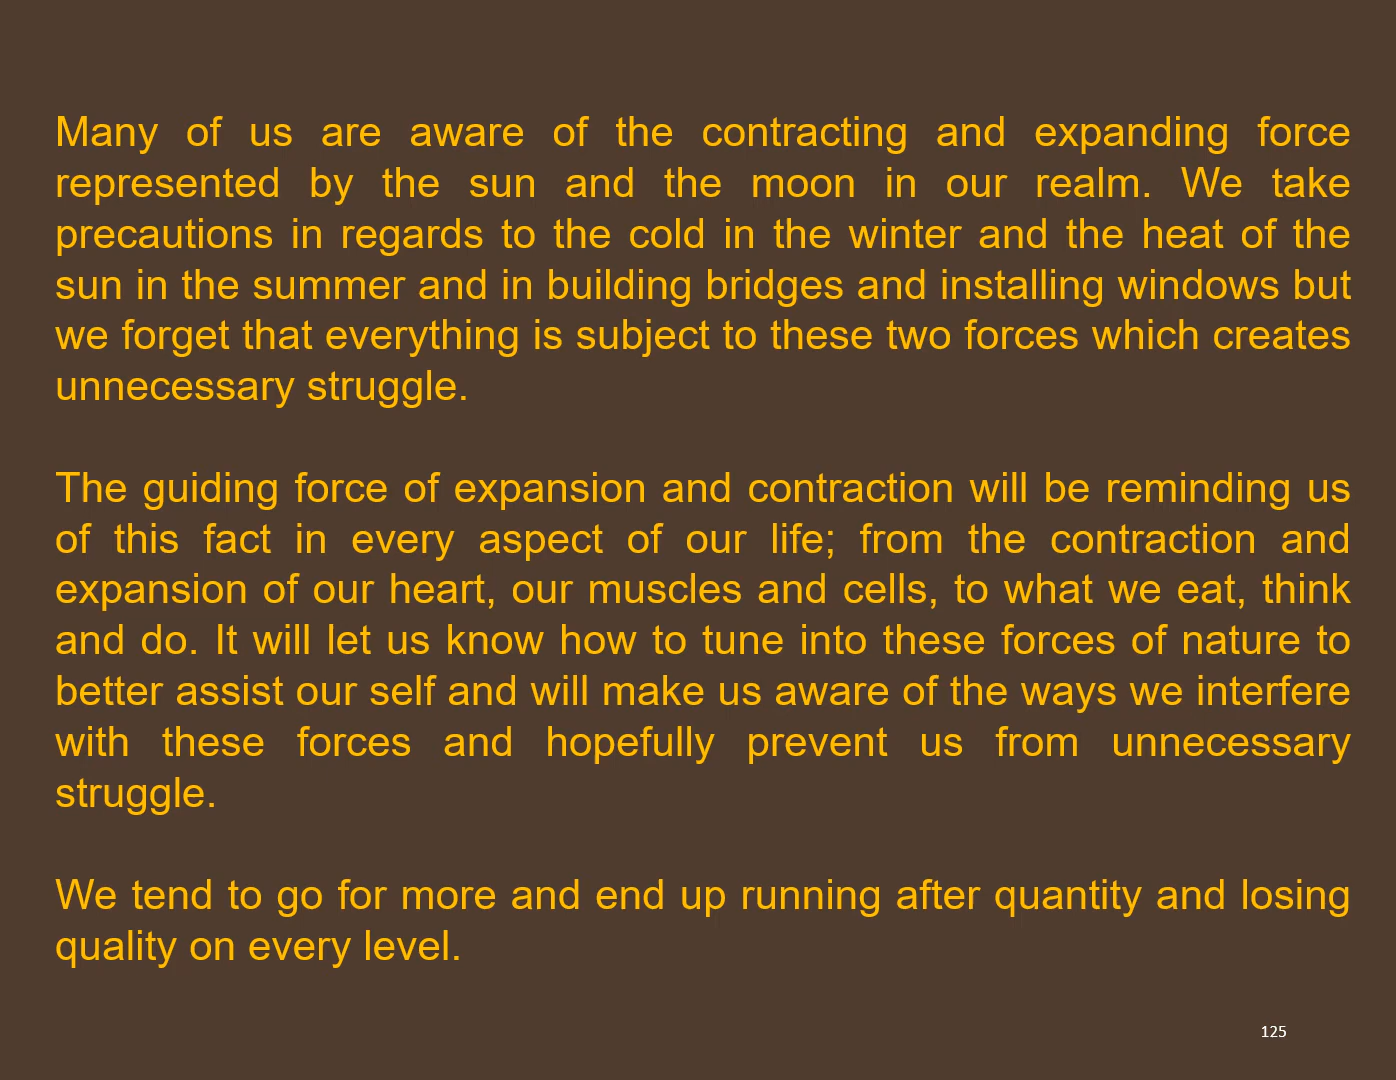 Many of us are aware of the contracting and expanding force
represented by the sun and the moon in our realm. We take
precautions in regards to the cold in the winter and the heat of the
sun in the summer and in building bridges and installing windows but
we forget that everything is subject to these two forces which creates
unnecessary struggle.
The guiding force of expansion and contraction will be reminding us
of this fact in every aspect of our life; from the contraction and
expansion of our heart, our muscles and cells, to what we eat, think
and do. It will let us know how to tune into these forces of nature to
better assist our self and will make us aware of the ways we interfere
with these forces and hopefully prevent us from unnecessary
struggle.
We tend to go for more and end up running after quantity and losing
quality on every level.
125